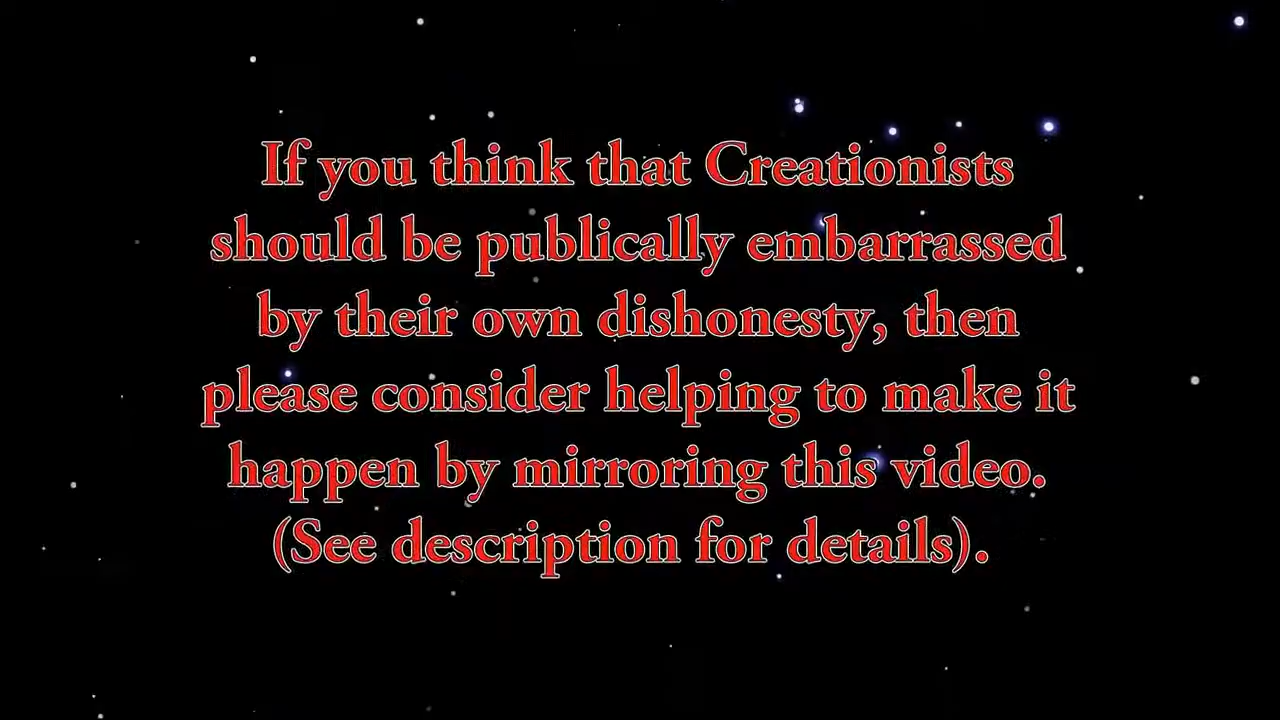 If you think that Creationists
should be publically embarrassed
by their own dishonesty, then
please consider helping to make it
happen by mirroring this video.
(See description for details).